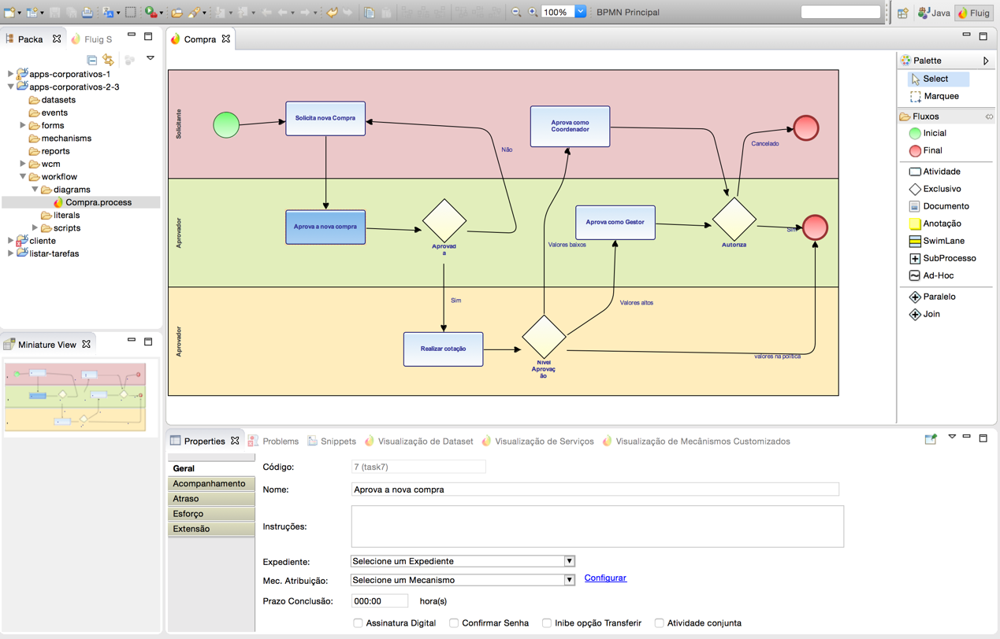 100%
BPMN Principal
Java
Fluig
Packa
Fluig S
apps-corporativos-1
apps-corporativos-2-3
datasets
events
forms
mechanisms
reports
wcm
workflow
diagrams
Compra.process
literals
scripts
cliente
listar-tarefas
Miniature View
Compra
Solicitante
Solicita nova Compra
Não
Aprova como
Coordenador
Cancelado
Aprovador
Aprova a nova compra
Aprovad
a
Valores baixos
Aprova como Gestor
Autoriza
Sim
Aprovador
Sim
Realizar cotação
Nível
Aprovaç
ão
Valores altos
valores na política
Palette
Select
Marquee
Fluxos
Inicial
Final
Atividade
Exclusivo
Documento
Anotação
SwimLane
SubProcesso
Ad-Hoc
Paralelo
Join
Properties
Problems
Snippets
Visualização de Dataset
Visualização de Serviços
Visualização de Mecânismos Customizados
Geral
Acompanhamento
Atraso
Esforço
Extensão
Código:
7 (task7)
Nome:
Aprova a nova compra
Instruções:
Expediente:
Selecione um Expediente
Mec. Atribuição:
Selecione um Mecanismo
Configurar
Prazo Conclusão:
000:00
hora(s)
Assinatura Digital
Confirmar Senha
Inibe opção Transferir
Atividade conjunta